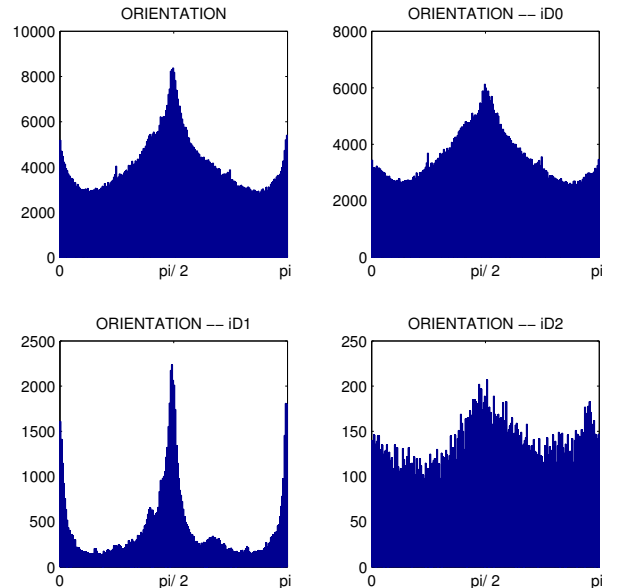 ORIENTATION
10000
8000
6000
4000
2000
0
0 pi/ 2 pi
ORIENTATION −− iD0
8000
6000
4000
2000
0
0 pi/ 2 pi
ORIENTATION −− iD1
2500
2000
1500
1000
500
0
0 pi/ 2 pi
ORIENTATION −− iD2
250
200
150
100
50
0
0 pi/ 2 pi